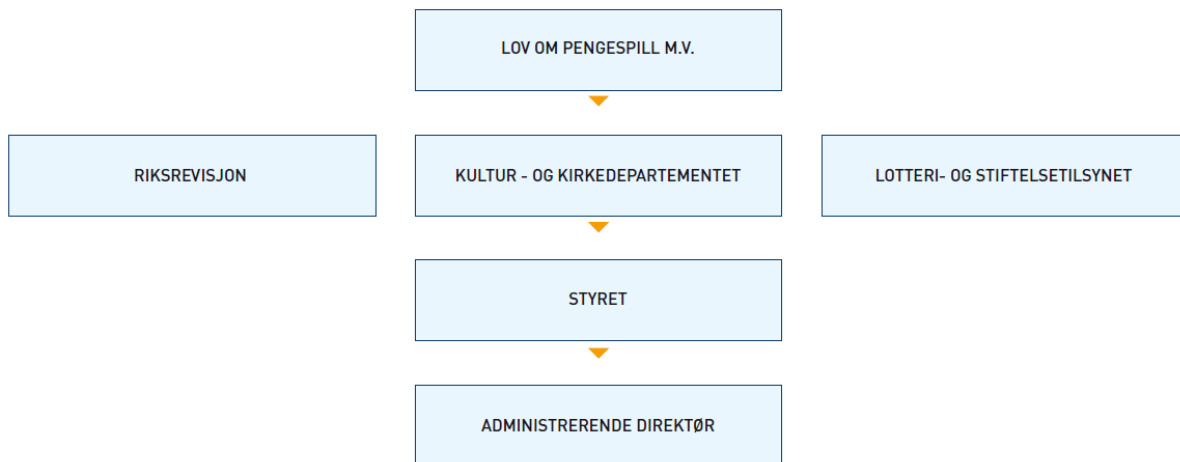 LOV OM PENGESPILL M.V.
RIKSREVISJON
KULTUR - OG KIRKEDEPARTEMENTET
LOTTERI- OG STIFTELSETILSYNET
STYRET
ADMINISTRERENDE DIREKTØR